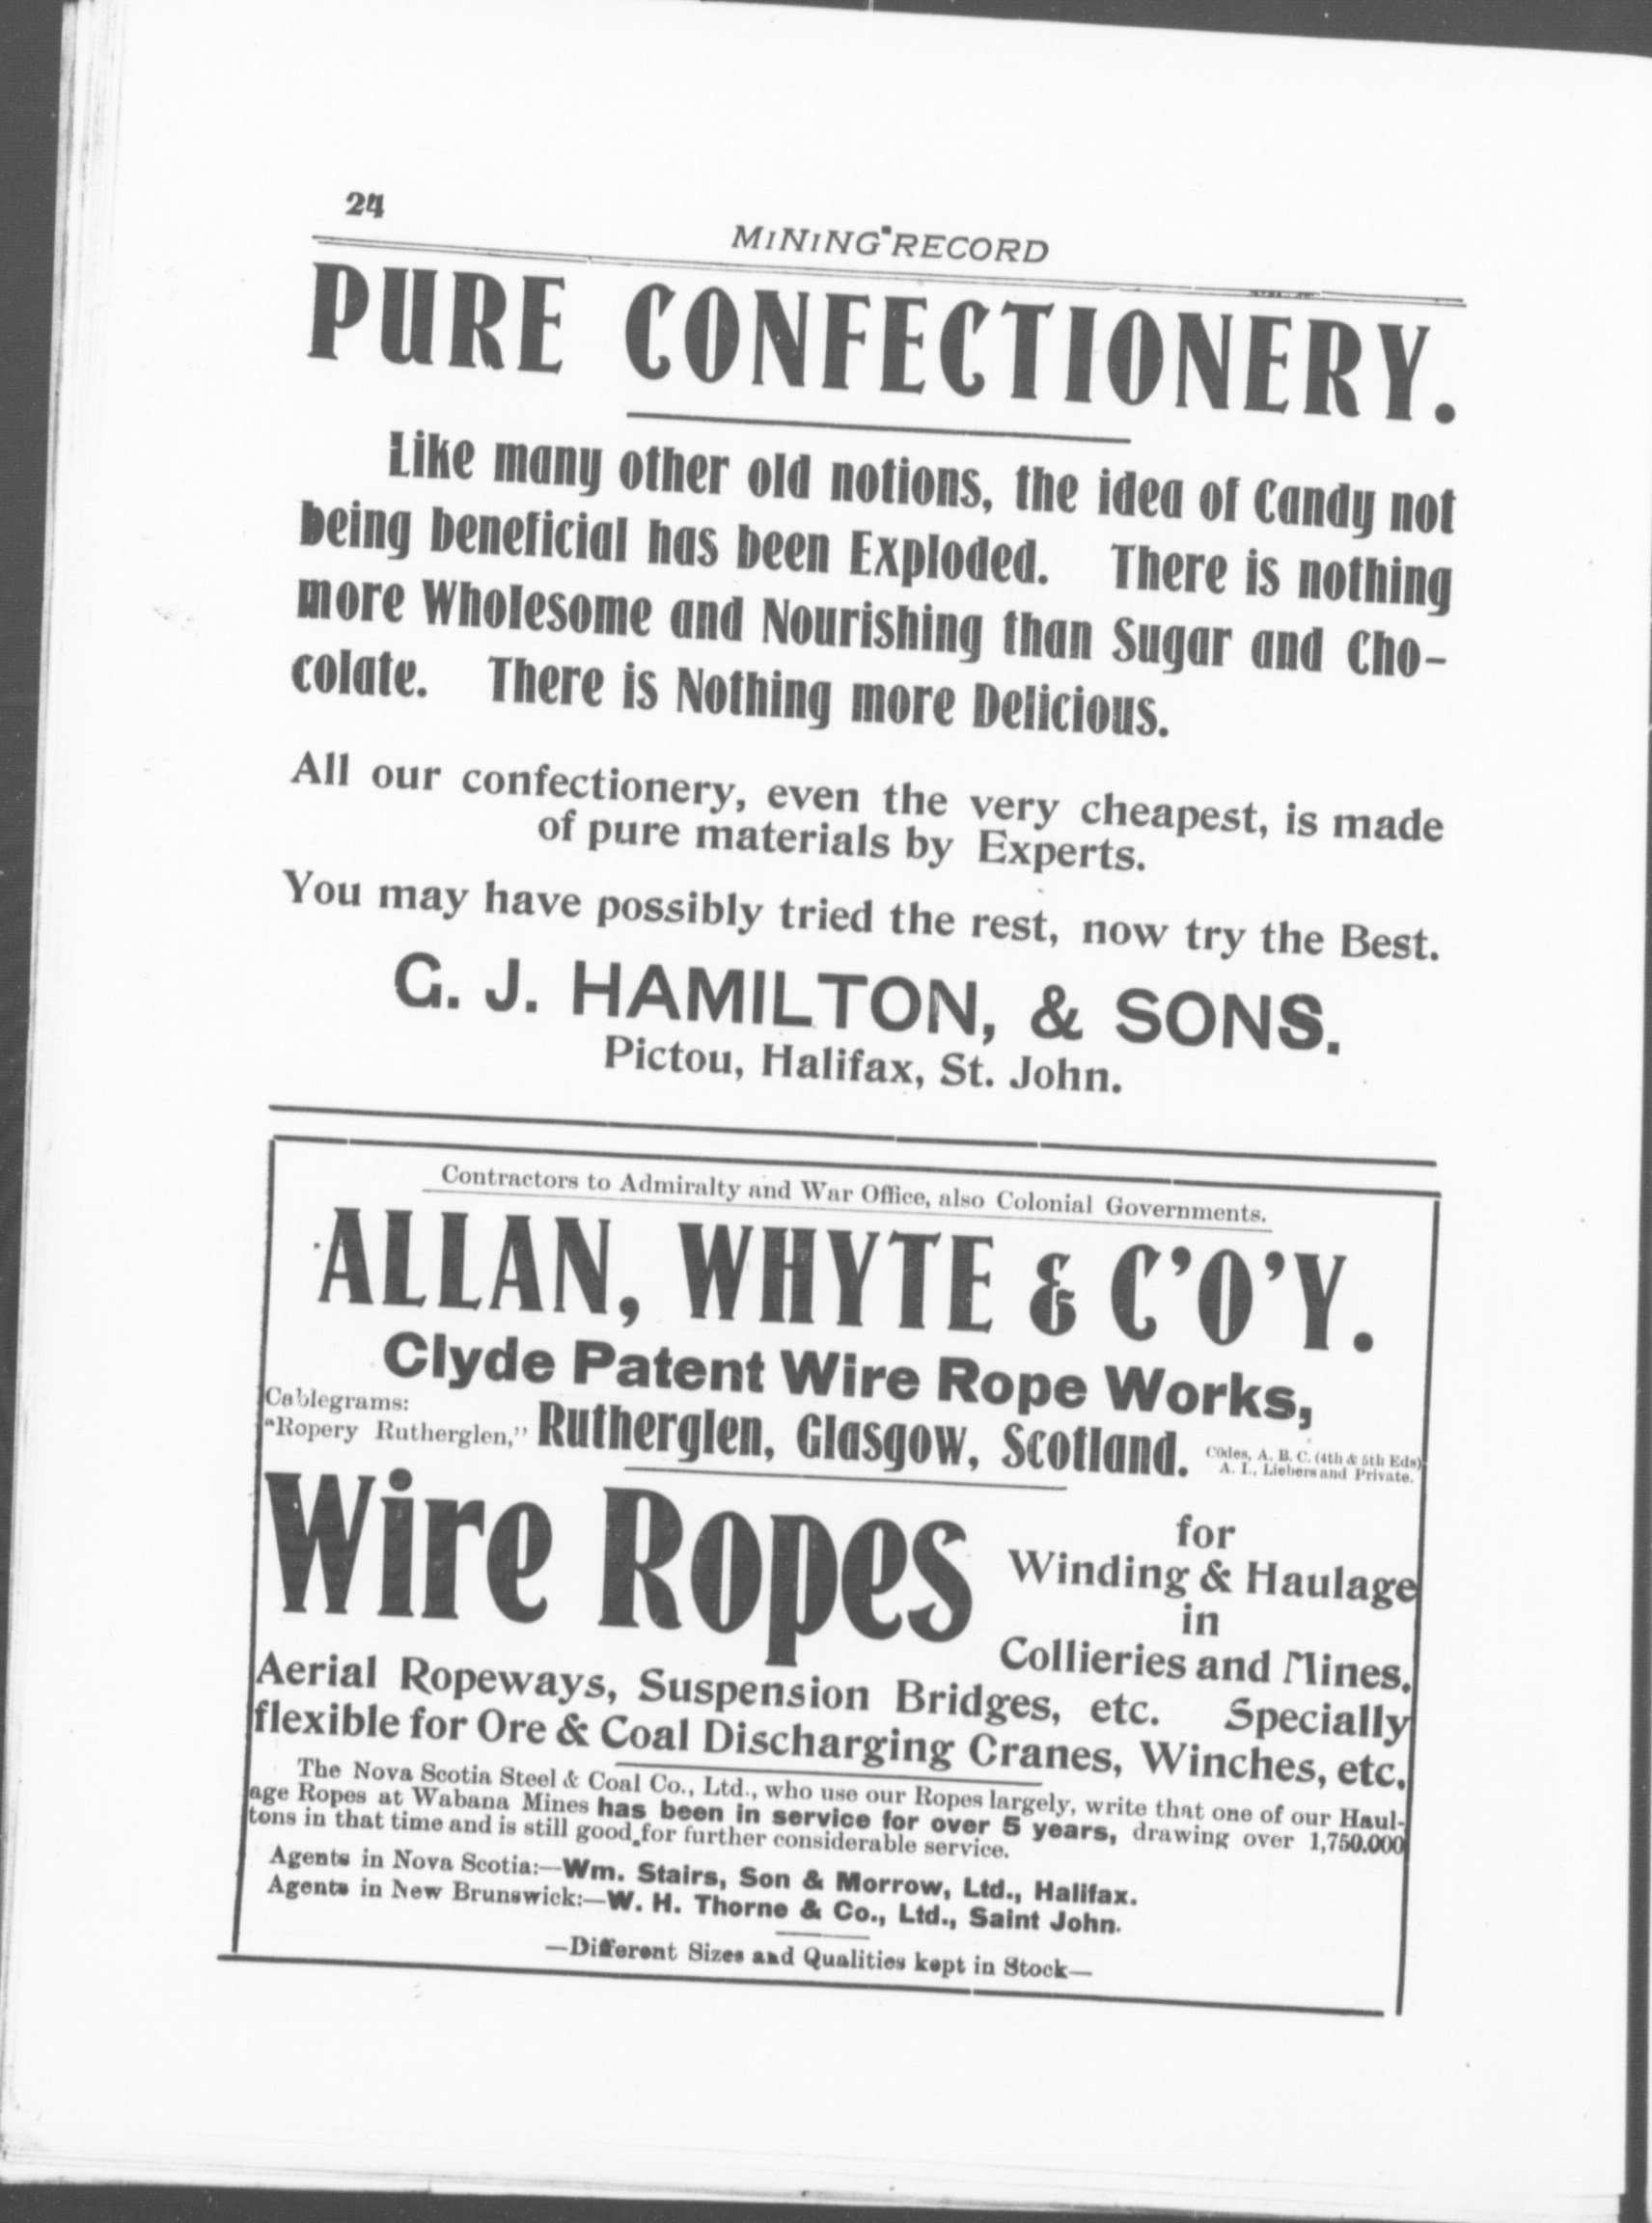 24
MINING RECORD
PURE CONFECTIONERY.
Like many other old notions, the idea of Candy not
being beneficial has been Exploded. There is nothing
more Wholesome and Nourishing than Sugar and Cho-
colate. There is Nothing more Delicious.
All our confectionery, even the very cheapest, is made
of pure materials by Experts.
You may have possibly tried the rest, now try the Best.
G. J. HAMILTON, & SONS.
Pictou, Halifax, St. John.
Contractors to Admiralty and War Office, also Colonial Governments.
ALLAN, WHYTE & C'O'Y.
Clyde Patent Wire Rope Works,
Cablegrams:
"Ropery Rutherglen," Rutherglen, Glasgow, Scotland.
Codes, A. B. C. (4th & 5th Eds)
A. I., Liebers and Private.
Wire Ropes
for
Winding & Haulage
in
Collieries and Mines.
Aerial Ropeways, Suspension Bridges, etc. Specially
flexible for Ore & Coal Discharging Cranes, Winches, etc.
The Nova Scotia Steel & Coal Co., Ltd., who use our Ropes largely, write that one of our Haul-
age Ropes at Wabana Mines has been in service for over 5 years, drawing over 1,750.000
tons in that time and is still good for further considerable service.
Agents in Nova Scotia:—Wm. Stairs, Son & Morrow, Ltd., Halifax.
Agents in New Brunswick:—W. H. Thorne & Co., Ltd., Saint John.
—Different Sizes and Qualities kept in Stock—